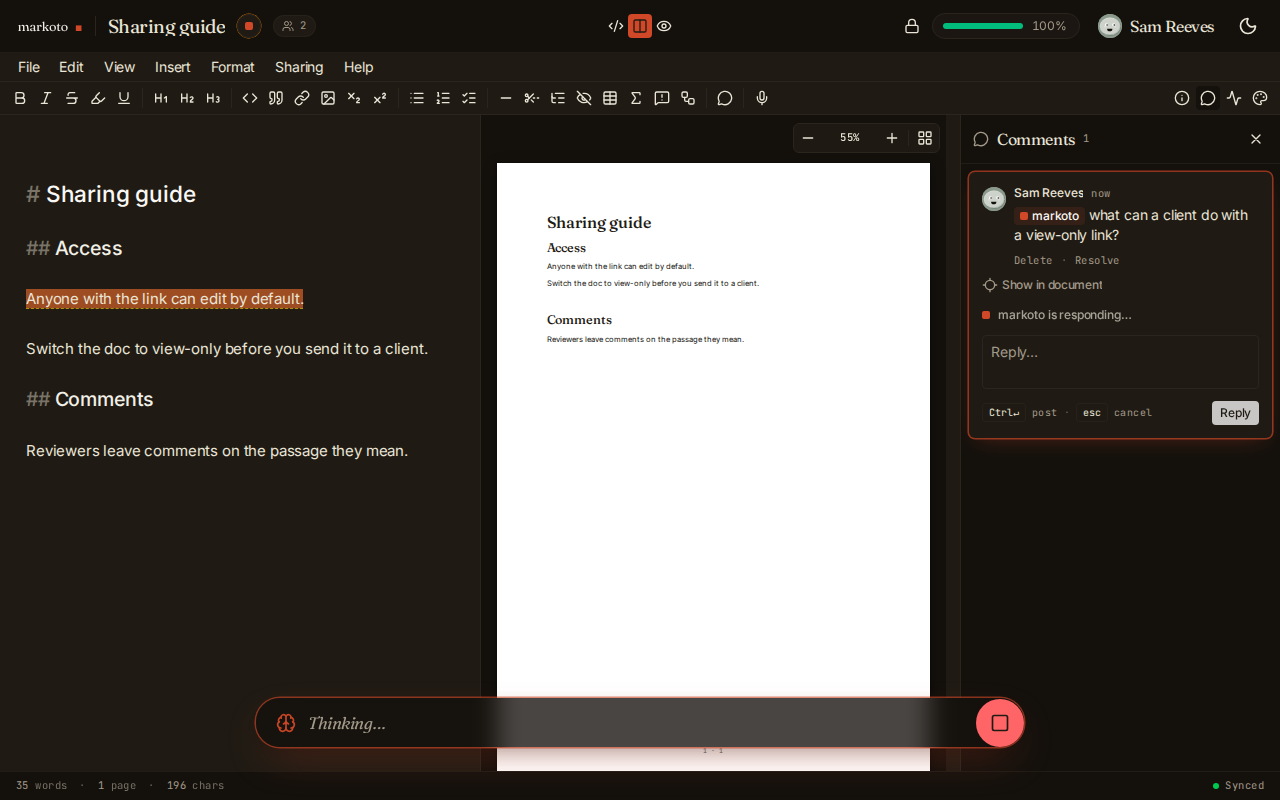 markoto
Sharing guide
2
100%
Sam Reeves
File Edit View Insert Format Sharing Help
H1 H2 H3
55%
# Sharing guide
## Access
Anyone with the link can edit by default.
Switch the doc to view-only before you send it to a client.
## Comments
Reviewers leave comments on the passage they mean.
Sharing guide
Access
Anyone with the link can edit by default.
Switch the doc to view-only before you send it to a client.
Comments
Reviewers leave comments on the passage they mean.
1 - 1
Comments 1
Sam Reeves now
markoto what can a client do with
a view-only link?
Delete · Resolve
Show in document
markoto is responding...
Reply...
Ctrl↵ post · esc cancel
Reply
Thinking...
35 words · 1 page · 196 chars
Synced